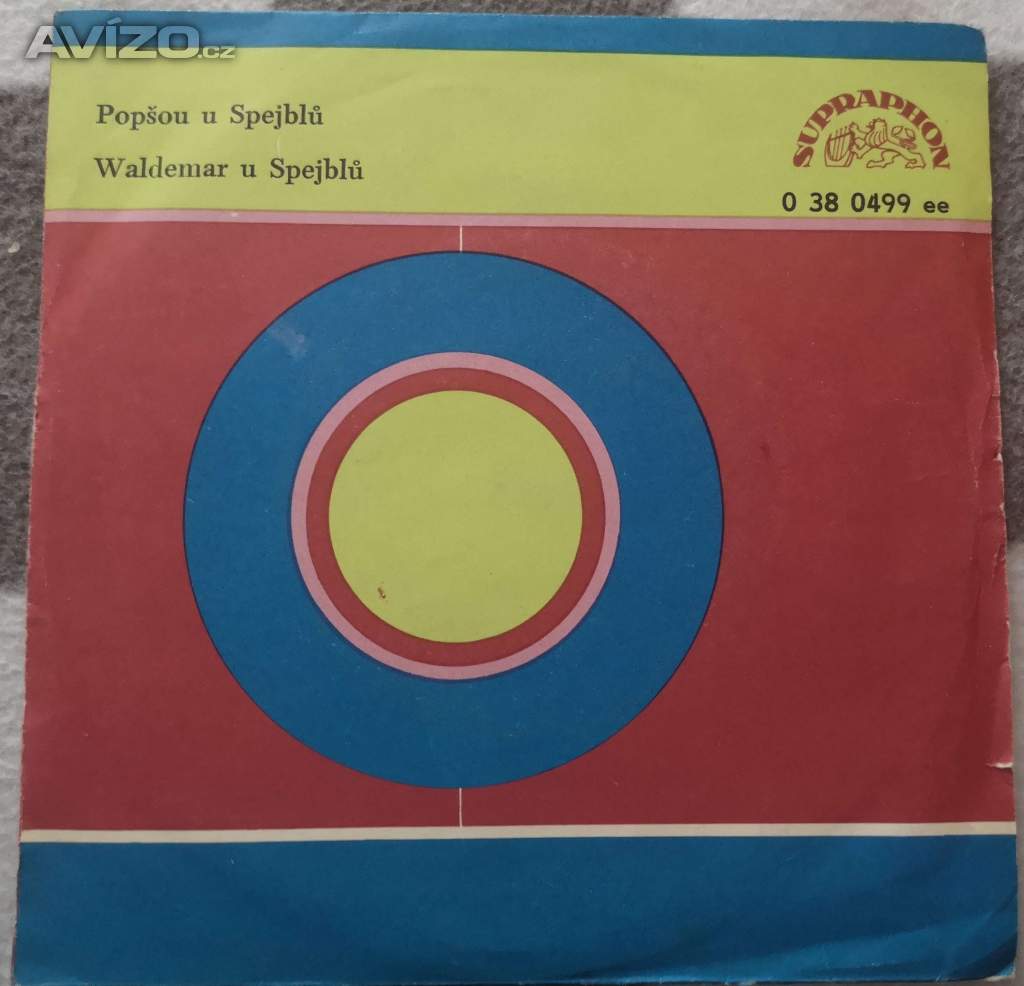 AVÍZO.cz
Popšou u Spejblů
Waldemar u Spejblů
SUPRAPHON
0 38 0499 ee